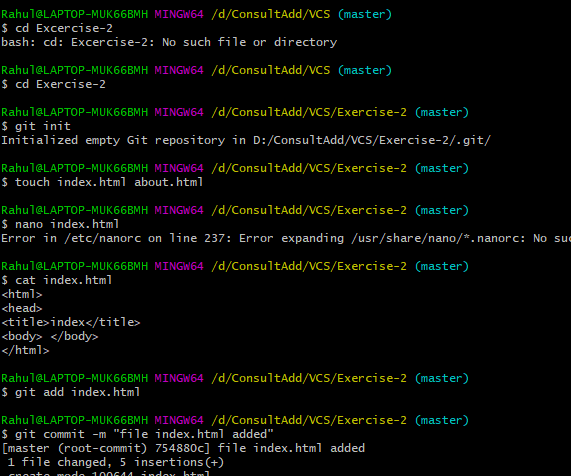 Rahul@LAPTOP-MUK66BMH MINGW64 /d/ConsultAdd/VCS (master)
$ cd Excercise-2
bash: cd: Excercise-2: No such file or directory
Rahul@LAPTOP-MUK66BMH MINGW64 /d/ConsultAdd/VCS (master)
$ cd Exercise-2
Rahul@LAPTOP-MUK66BMH MINGW64 /d/ConsultAdd/VCS/Exercise-2 (master)
$ git init
Initialized empty Git repository in D:/ConsultAdd/VCS/Exercise-2/.git/
Rahul@LAPTOP-MUK66BMH MINGW64 /d/ConsultAdd/VCS/Exercise-2 (master)
$ touch index.html about.html
Rahul@LAPTOP-MUK66BMH MINGW64 /d/ConsultAdd/VCS/Exercise-2 (master)
$ nano index.html
Error in /etc/nanorc on line 237: Error expanding /usr/share/nano/*.nanorc: No suc
Rahul@LAPTOP-MUK66BMH MINGW64 /d/ConsultAdd/VCS/Exercise-2 (master)
$ cat index.html
<html>
<head>
<title>index</title>
<body> </body>
</html>
Rahul@LAPTOP-MUK66BMH MINGW64 /d/ConsultAdd/VCS/Exercise-2 (master)
$ git add index.html
Rahul@LAPTOP-MUK66BMH MINGW64 /d/ConsultAdd/VCS/Exercise-2 (master)
$ git commit -m "file index.html added"
[master (root-commit) 754880c] file index.html added
1 file changed, 5 insertions(+)
create mode 100644 index.html